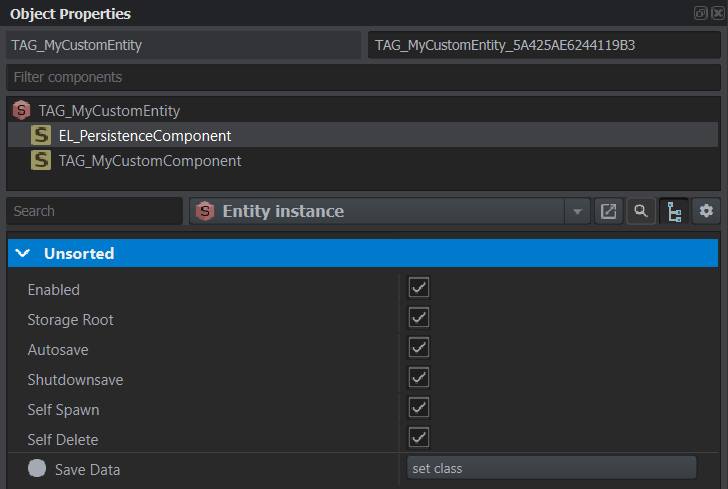 Object Properties
TAG_MyCustomEntity TAG_MyCustomEntity_5A425AE6244119B3
Filter components
S TAG_MyCustomEntity
S EL_PersistenceComponent
S TAG_MyCustomComponent
Search S Entity instance
Unsorted
Enabled
Storage Root
Autosave
Shutdownsave
Self Spawn
Self Delete
Save Data set class